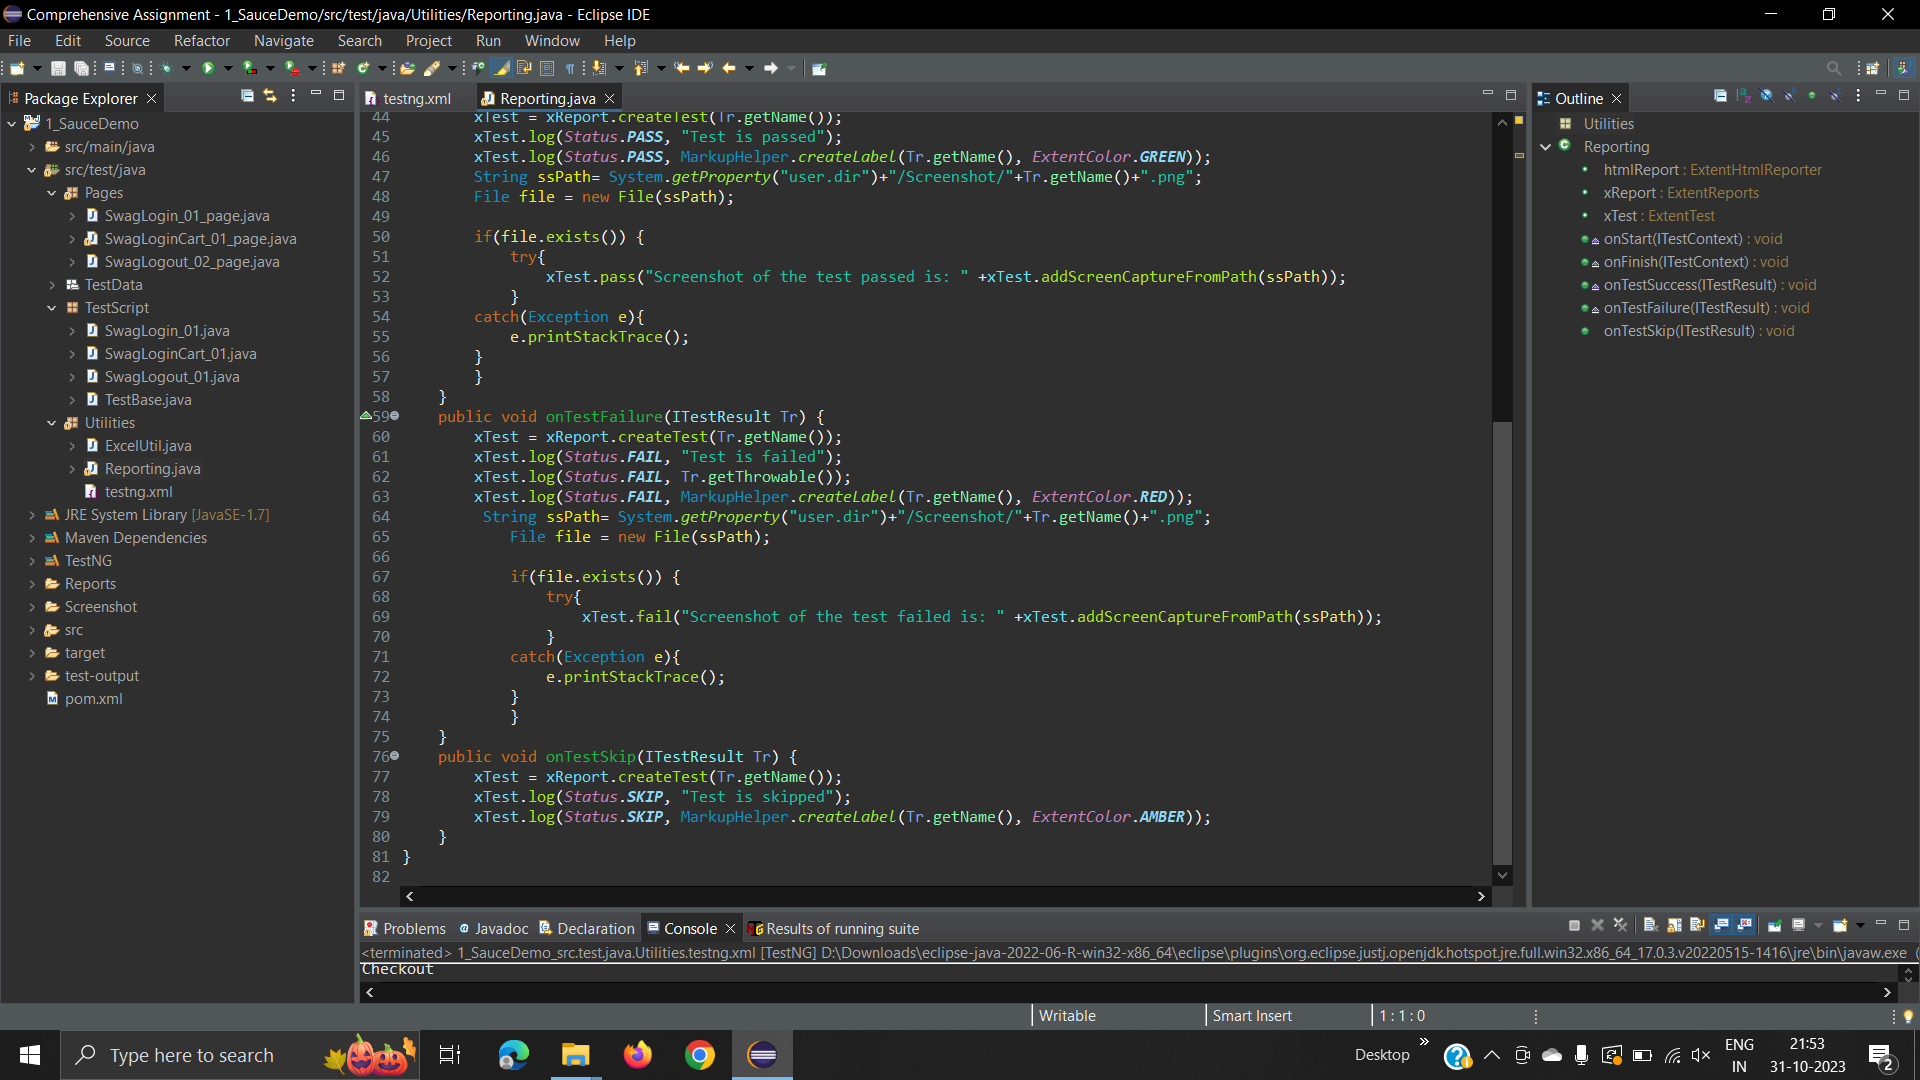 Comprehensive Assignment - 1_SauceDemo/src/test/java/Utilities/Reporting.java - Eclipse IDE
File Edit Source Refactor Navigate Search Project Run Window Help
Package Explorer
1_SauceDemo
src/main/java
src/test/java
Pages
SwagLogin_01_page.java
SwagLoginCart_01_page.java
SwagLogout_02_page.java
TestData
TestScript
SwagLogin_01.java
SwagLoginCart_01.java
SwagLogout_01.java
TestBase.java
Utilities
ExcelUtil.java
Reporting.java
testng.xml
JRE System Library [JavaSE-1.7]
Maven Dependencies
TestNG
Reports
Screenshot
src
target
test-output
pom.xml
testng.xml Reporting.java
44 xTest = xReport.createTest(Tr.getName());
45 xTest.log(Status.PASS, "Test is passed");
46 xTest.log(Status.PASS, MarkupHelper.createLabel(Tr.getName(), ExtentColor.GREEN));
47 String ssPath= System.getProperty("user.dir")+"/Screenshot/"+Tr.getName()+".png";
48 File file = new File(ssPath);
49
50 if(file.exists()) {
51 try{
52 xTest.pass("Screenshot of the test passed is: " +xTest.addScreenCaptureFromPath(ssPath));
53 }
54 catch(Exception e){
55 e.printStackTrace();
56 }
57 }
58 }
59 public void onTestFailure(ITestResult Tr) {
60 xTest = xReport.createTest(Tr.getName());
61 xTest.log(Status.FAIL, "Test is failed");
62 xTest.log(Status.FAIL, Tr.getThrowable());
63 xTest.log(Status.FAIL, MarkupHelper.createLabel(Tr.getName(), ExtentColor.RED));
64 String ssPath= System.getProperty("user.dir")+"/Screenshot/"+Tr.getName()+".png";
65 File file = new File(ssPath);
66
67 if(file.exists()) {
68 try{
69 xTest.fail("Screenshot of the test failed is: " +xTest.addScreenCaptureFromPath(ssPath));
70 }
71 catch(Exception e){
72 e.printStackTrace();
73 }
74 }
75 }
76 public void onTestSkip(ITestResult Tr) {
77 xTest = xReport.createTest(Tr.getName());
78 xTest.log(Status.SKIP, "Test is skipped");
79 xTest.log(Status.SKIP, MarkupHelper.createLabel(Tr.getName(), ExtentColor.AMBER));
80 }
81 }
82
Outline
Utilities
Reporting
htmlReport : ExtentHtmlReporter
xReport : ExtentReports
xTest : ExtentTest
onStart(ITestContext) : void
onFinish(ITestContext) : void
onTestSuccess(ITestResult) : void
onTestFailure(ITestResult) : void
onTestSkip(ITestResult) : void
Problems Javadoc Declaration Console Results of running suite
<terminated> 1_SauceDemo_src.test.java.Utilities.testng.xml [TestNG] D:\Downloads\eclipse-java-2022-06-R-win32-x86_64\eclipse\plugins\org.eclipse.justj.openjdk.hotspot.jre.full.win32.x86_64_17.0.3.v20220515-1416\jre\bin\javaw.exe (
Checkout
Writable Smart Insert 1 : 1 : 0
Type here to search
Desktop
ENG
IN
21:53
31-10-2023
2